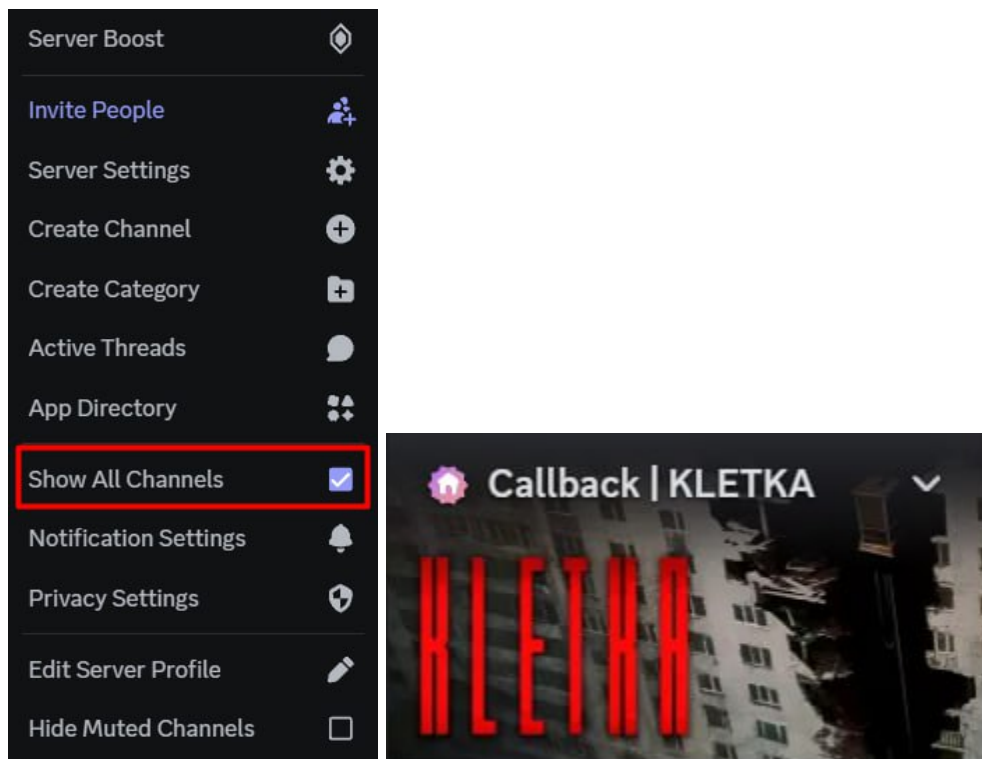 Server Boost
Invite People
Server Settings
Create Channel
Create Category
Active Threads
App Directory
Show All Channels
Notification Settings
Privacy Settings
Edit Server Profile
Hide Muted Channels
Callback | KLETKA
KLETKA